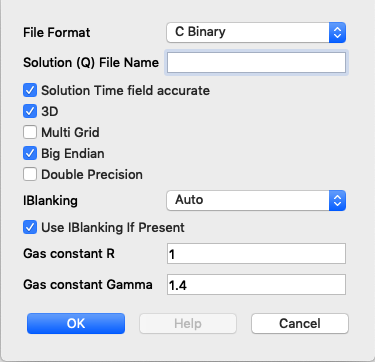 File Format C Binary
Solution (Q) File Name
Solution Time field accurate
3D
Multi Grid
Big Endian
Double Precision
IBlanking Auto
Use IBlanking If Present
Gas constant R 1
Gas constant Gamma 1.4
OK Help Cancel